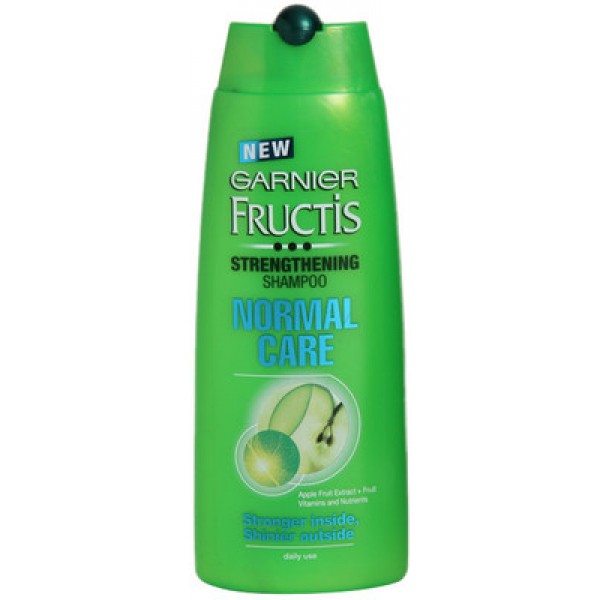 NEW
GARNIER
FRUCTIS
STRENGTHENING
SHAMPOO
NORMAL
CARE
Apple Fruit Extract + Fruit
Vitamins and Nutrients
Stronger inside,
Shinier outside
daily use